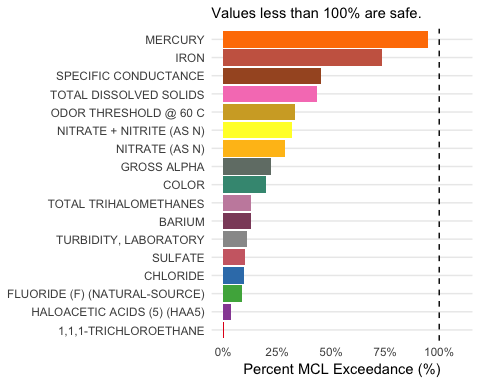 Values less than 100% are safe.
MERCURY
IRON
SPECIFIC CONDUCTANCE
TOTAL DISSOLVED SOLIDS
ODOR THRESHOLD @ 60 C
NITRATE + NITRITE (AS N)
NITRATE (AS N)
GROSS ALPHA
COLOR
TOTAL TRIHALOMETHANES
BARIUM
TURBIDITY, LABORATORY
SULFATE
CHLORIDE
FLUORIDE (F) (NATURAL-SOURCE)
HALOACETIC ACIDS (5) (HAA5)
1,1,1-TRICHLOROETHANE
0% 25% 50% 75% 100%
Percent MCL Exceedance (%)